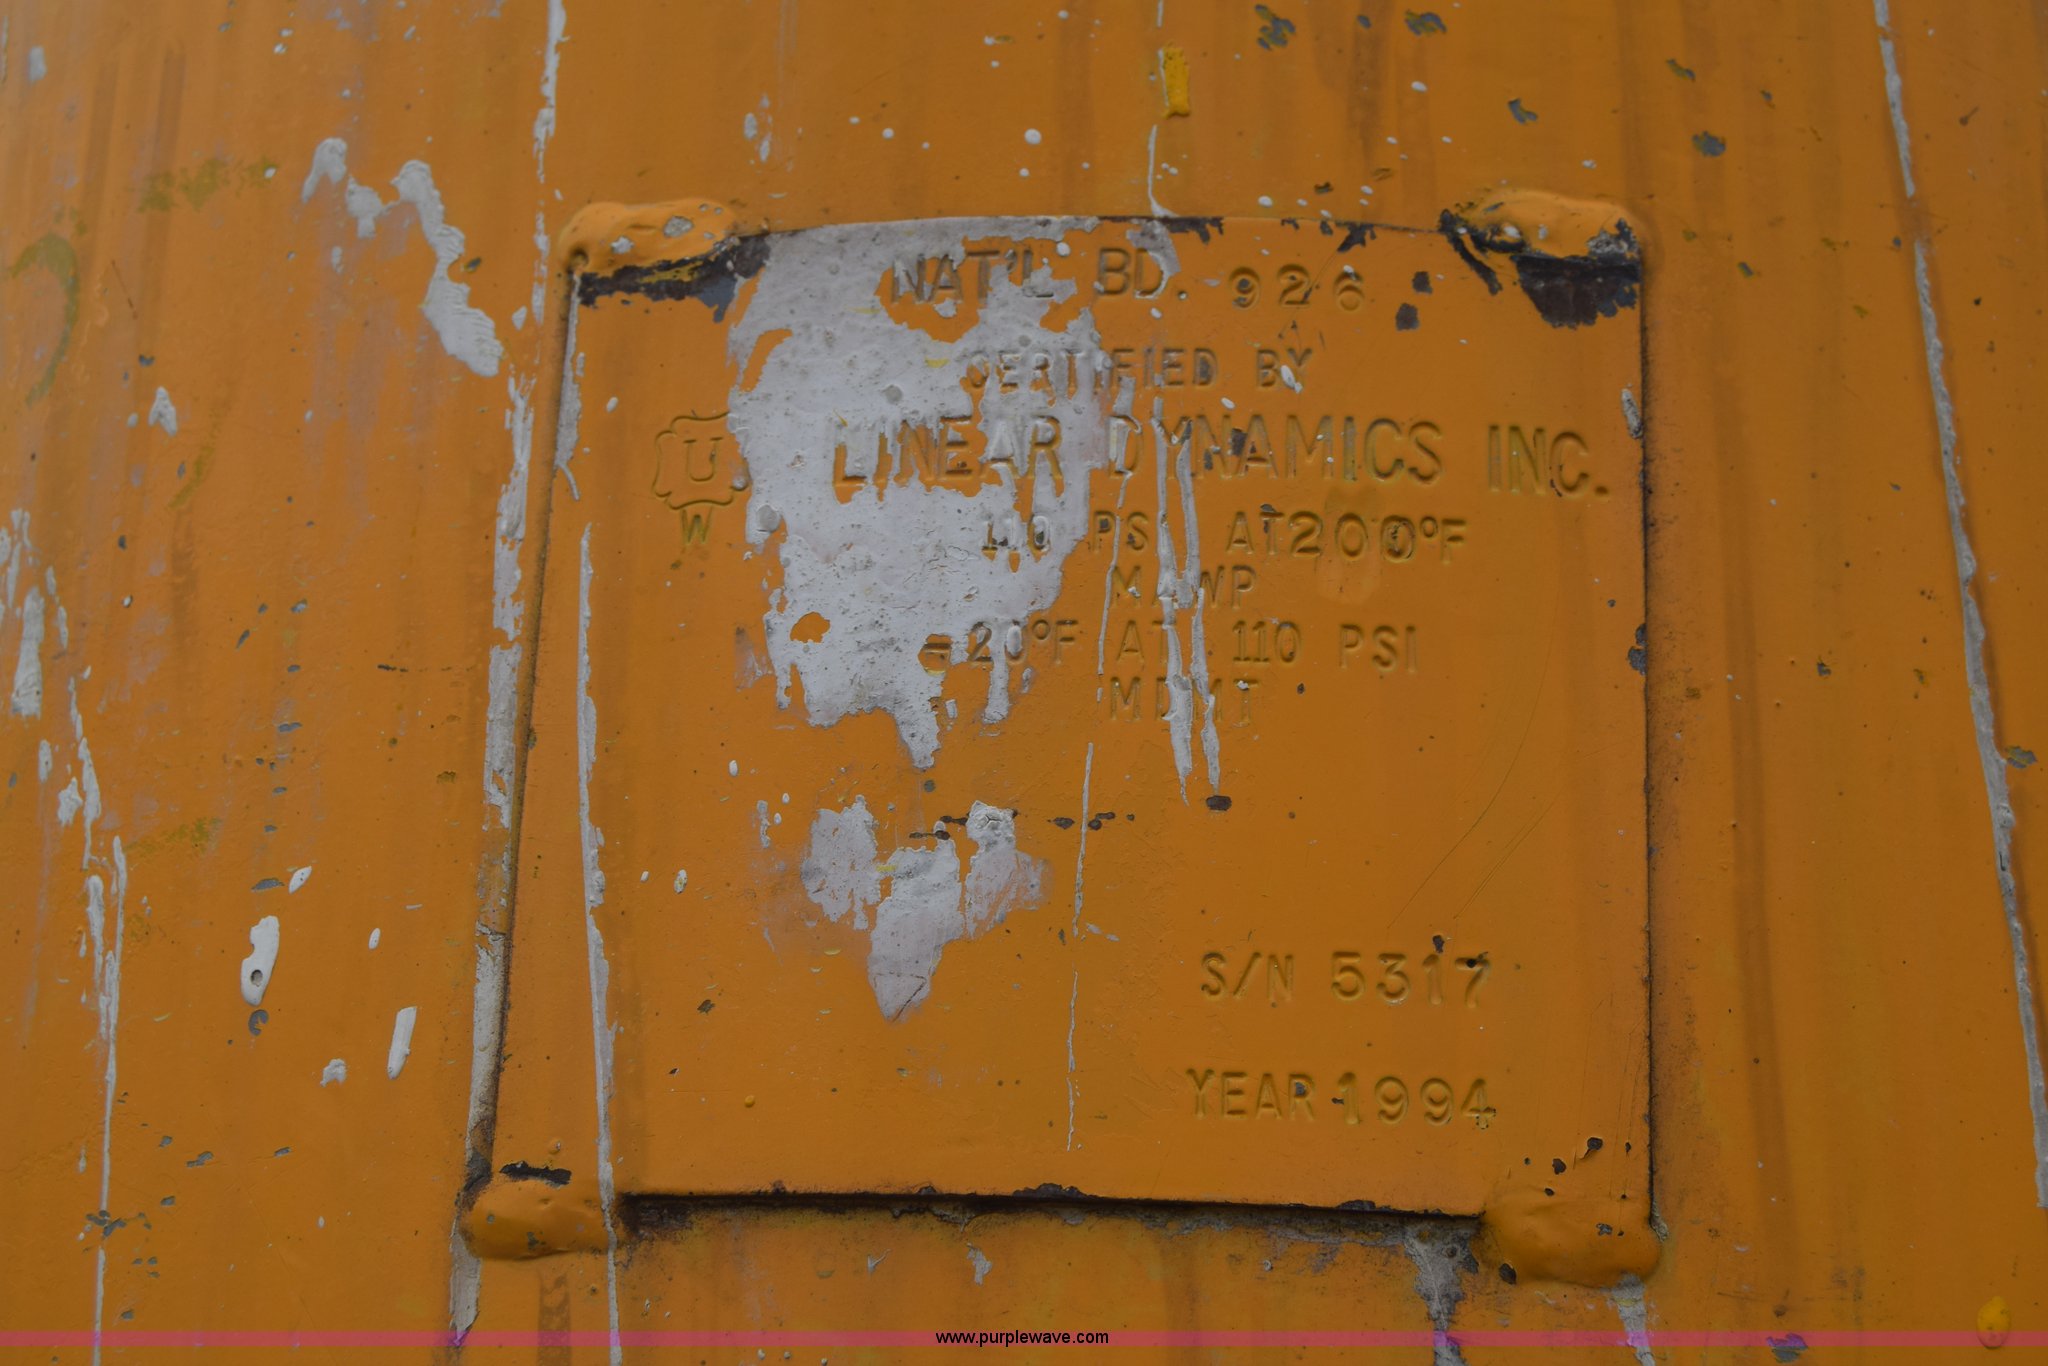 NAT'L BD. 926
CERTIFIED BY
U
LINEAR DYNAMICS INC.
W
110 PSI AT 200°F
MAWP
-20°F AT 110 PSI
MDMT
S/N 5317
YEAR 1994
www.purplewave.com